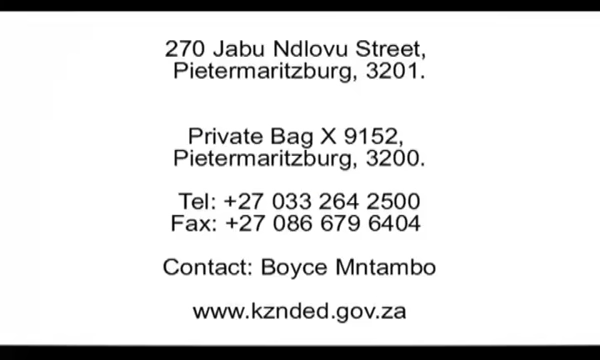 270 Jabu Ndlovu Street,
Pietermaritzburg, 3201.
Private Bag X 9152,
Pietermaritzburg, 3200.
Tel: +27 033 264 2500
Fax: +27 086 679 6404
Contact: Boyce Mntambo
www.kznded.gov.za